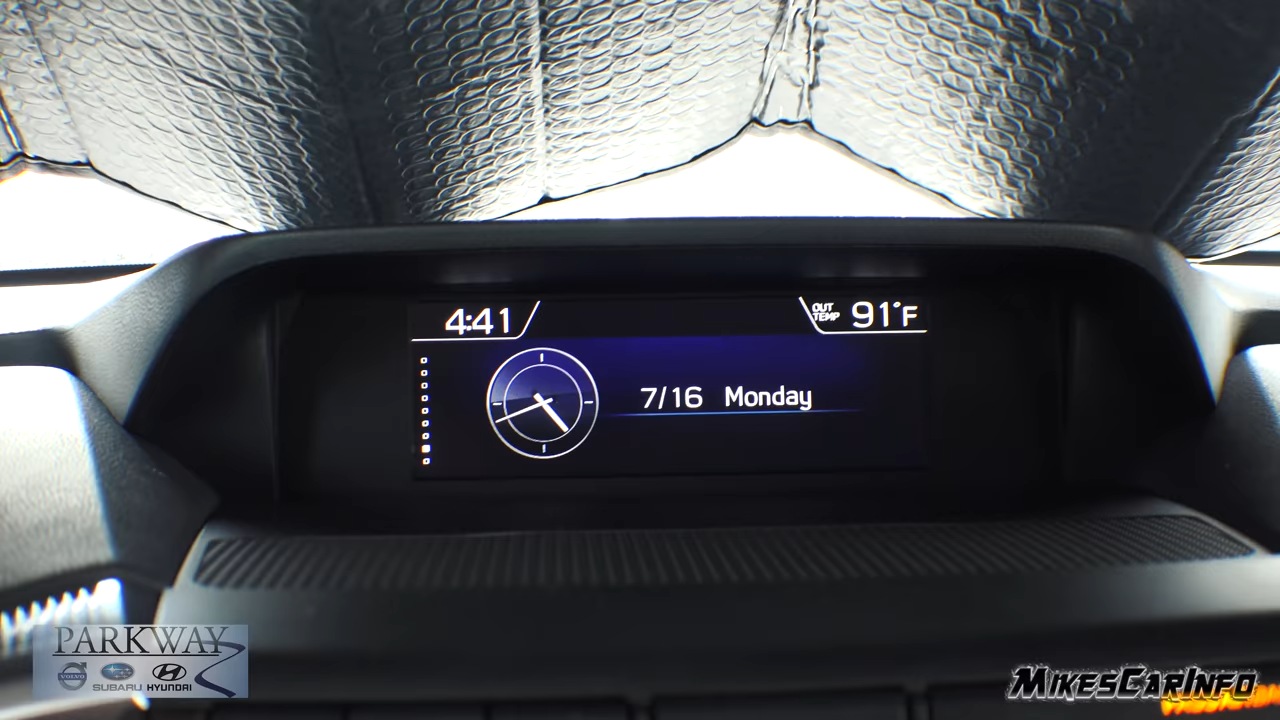 4:41
OUT
TEMP
91°F
7/16 Monday
PARKWAY
VOLVO
SUBARU HYUNDAI
MIKESCARINFO